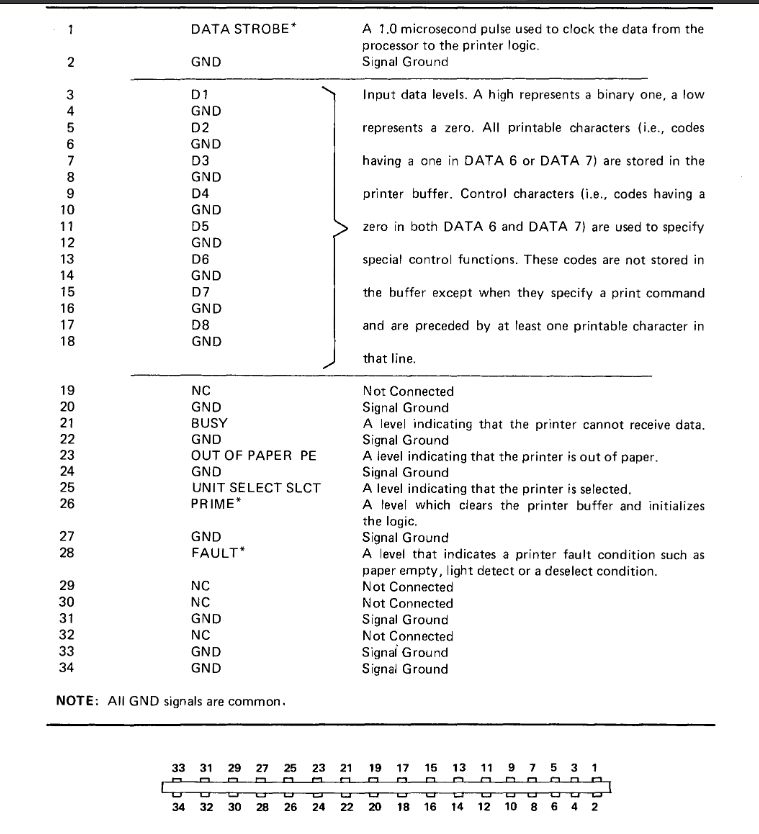 1 DATA STROBE* A 1.0 microsecond pulse used to clock the data from the
processor to the printer logic.
2 GND Signal Ground
3 D1 Input data levels. A high represents a binary one, a low
4 GND
5 D2 represents a zero. All printable characters (i.e., codes
6 GND
7 D3 having a one in DATA 6 or DATA 7) are stored in the
8 GND
9 D4 printer buffer. Control characters (i.e., codes having a
10 GND
11 D5 zero in both DATA 6 and DATA 7) are used to specify
12 GND
13 D6 special control functions. These codes are not stored in
14 GND
15 D7 the buffer except when they specify a print command
16 GND
17 D8 and are preceded by at least one printable character in
18 GND
that line.
19 NC Not Connected
20 GND Signal Ground
21 BUSY A level indicating that the printer cannot receive data.
22 GND Signal Ground
23 OUT OF PAPER PE A level indicating that the printer is out of paper.
24 GND Signal Ground
25 UNIT SELECT SLCT A level indicating that the printer is selected.
26 PRIME* A level which clears the printer buffer and initializes
the logic.
27 GND Signal Ground
28 FAULT* A level that indicates a printer fault condition such as
paper empty, light detect or a deselect condition.
29 NC Not Connected
30 NC Not Connected
31 GND Signal Ground
32 NC Not Connected
33 GND Signal Ground
34 GND Signal Ground
NOTE: All GND signals are common.
33 31 29 27 25 23 21 19 17 15 13 11 9 7 5 3 1
34 32 30 28 26 24 22 20 18 16 14 12 10 8 6 4 2